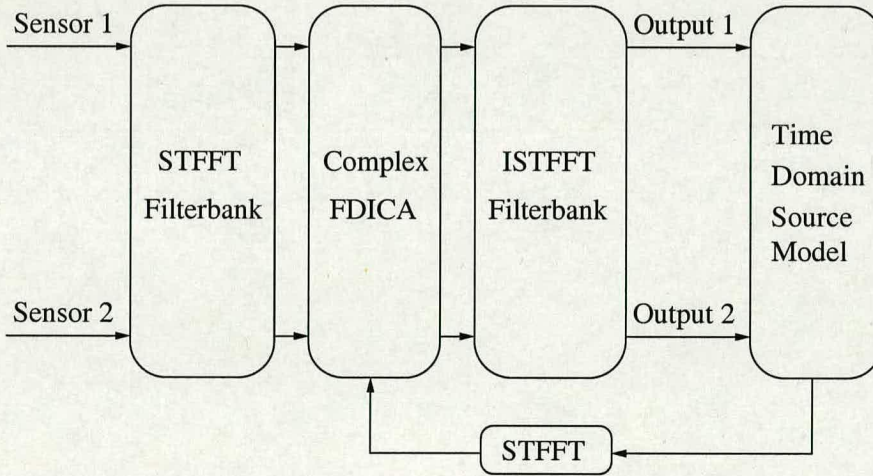 Sensor 1
Sensor 2
STFFT
Filterbank
Complex
FDICA
ISTFFT
Filterbank
Output 1
Output 2
Time
Domain
Source
Model
STFFT